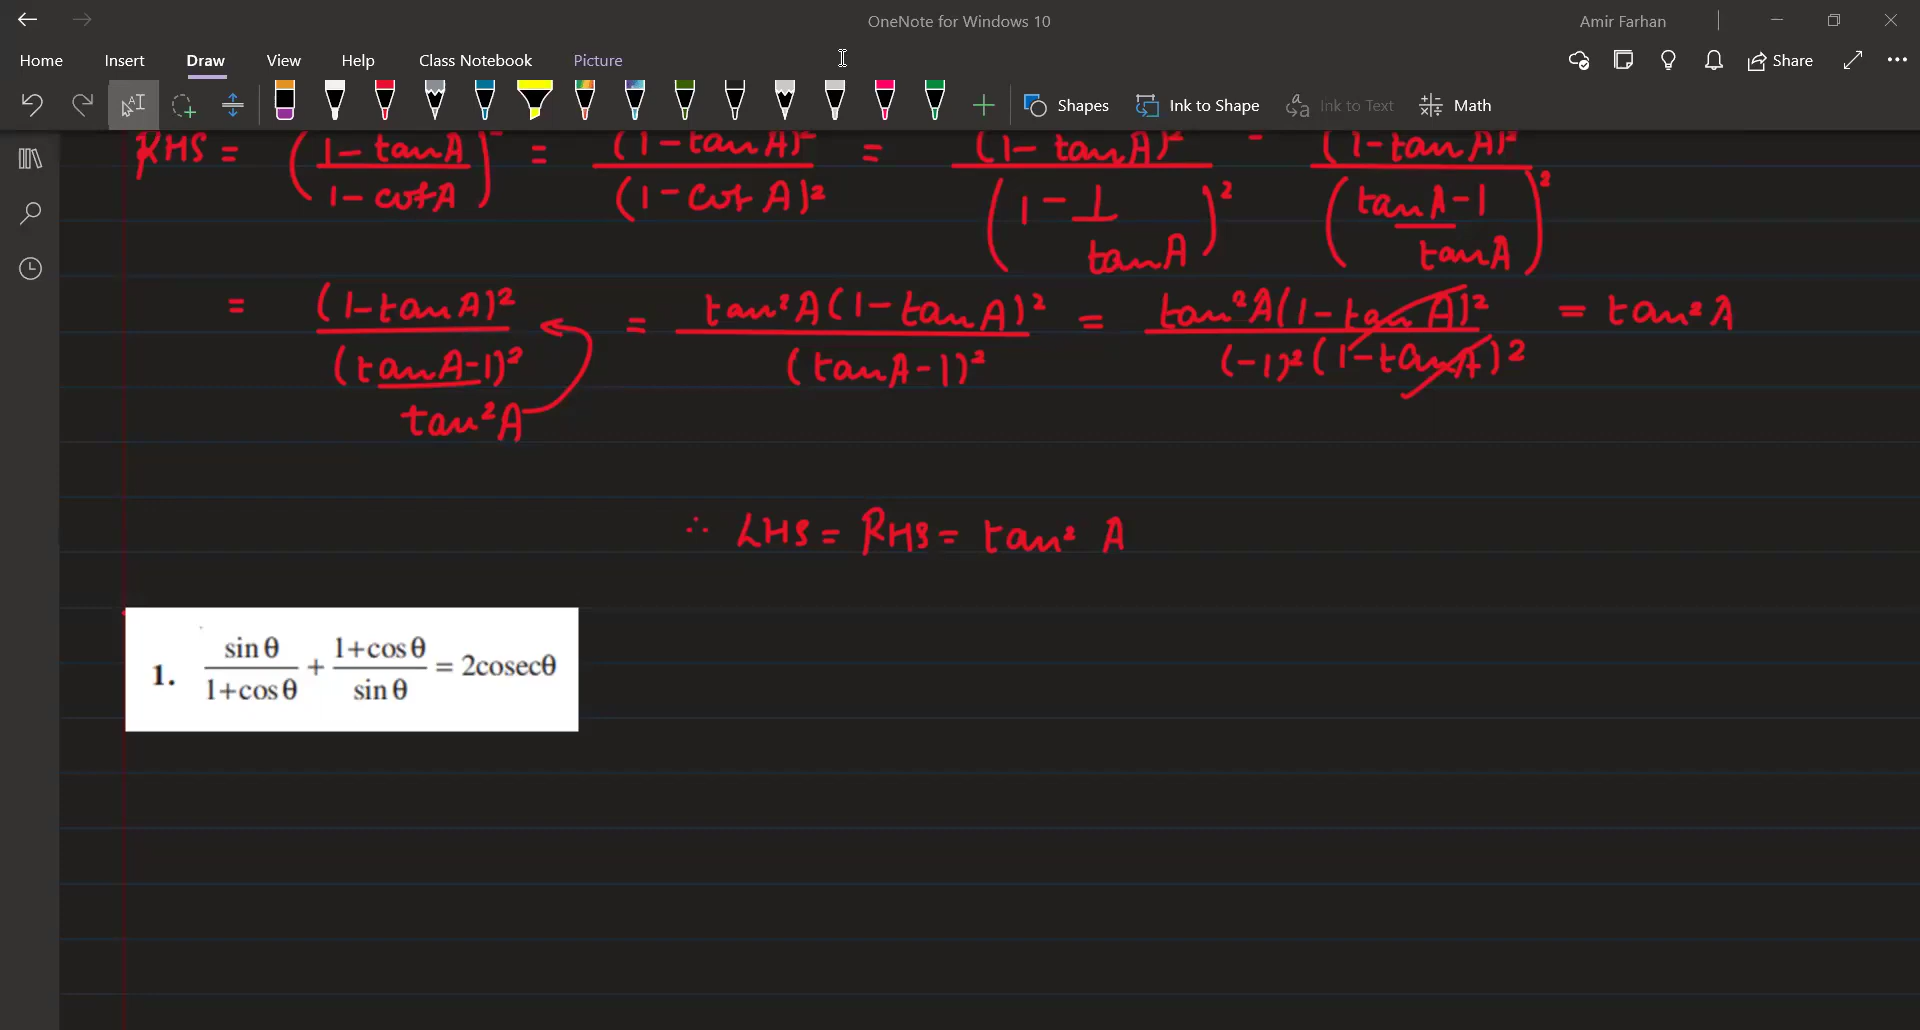 OneNote for Windows 10
Amir Farhan
Home Insert Draw View Help Class Notebook Picture Share
Shapes Ink to Shape Ink to Text Math
RHS = (1 - tanA / 1 - cotA)² = (1 - tanA)² / (1 - cot A)² = (1 - tanA)² / (1 - 1/tanA)² - (1 - tanA)² / (tanA - 1 / tanA)²
= (1 - tanA)² / (tanA - 1)² / tan²A = tan²A (1 - tanA)² / (tanA - 1)² = tan²A (1 - tanA)² / (-1)² (1 - tanA)² = tan²A
∴ LHS = RHS = tan² A
1. sin θ / 1+cos θ + 1+cos θ / sin θ = 2cosecθ